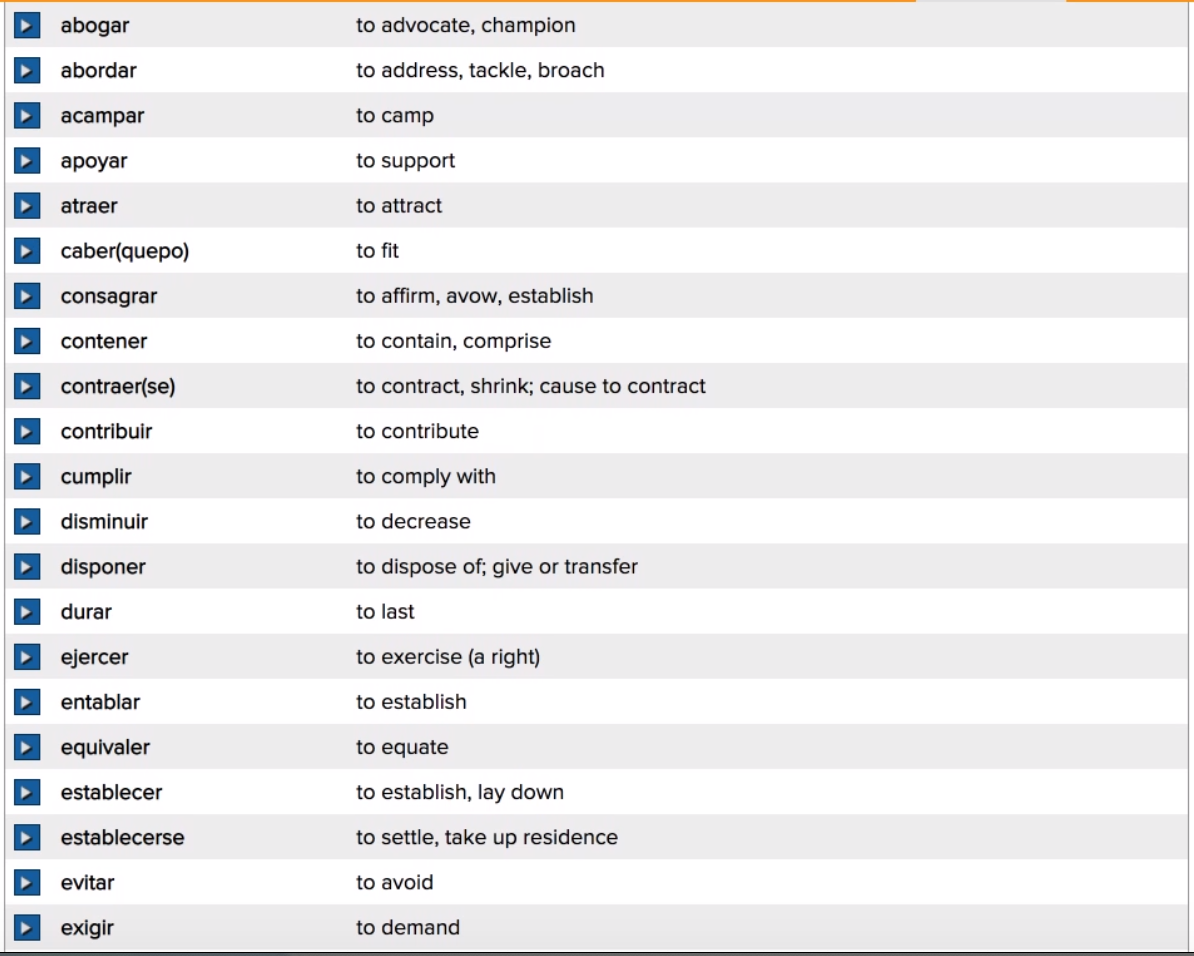 abogar to advocate, champion
abordar to address, tackle, broach
acampar to camp
apoyar to support
atraer to attract
caber(quepo) to fit
consagrar to affirm, avow, establish
contener to contain, comprise
contraer(se) to contract, shrink; cause to contract
contribuir to contribute
cumplir to comply with
disminuir to decrease
disponer to dispose of; give or transfer
durar to last
ejercer to exercise (a right)
entablar to establish
equivaler to equate
establecer to establish, lay down
establecerse to settle, take up residence
evitar to avoid
exigir to demand